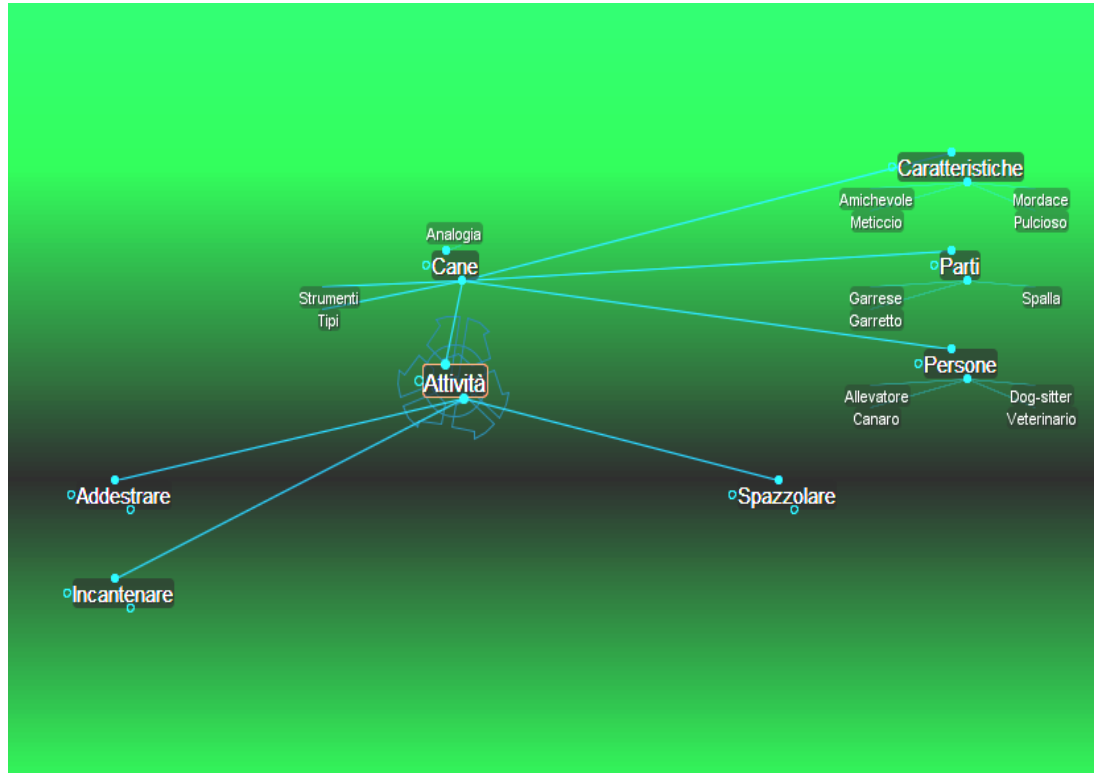 Caratteristiche
Amichevole
Mordace
Meticcio
Pulcioso
Analogia
Cane
Parti
Strumenti
Tipi
Garrese
Spalla
Garretto
Attività
Persone
Allevatore
Dog-sitter
Canaro
Veterinario
Addestrare
Spazzolare
Incantenare